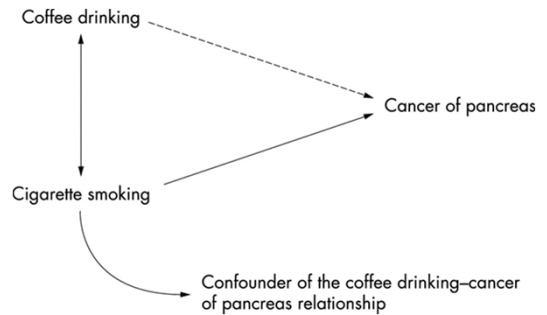 Coffee drinking
Cancer of pancreas
Cigarette smoking
Confounder of the coffee drinking–cancer
of pancreas relationship